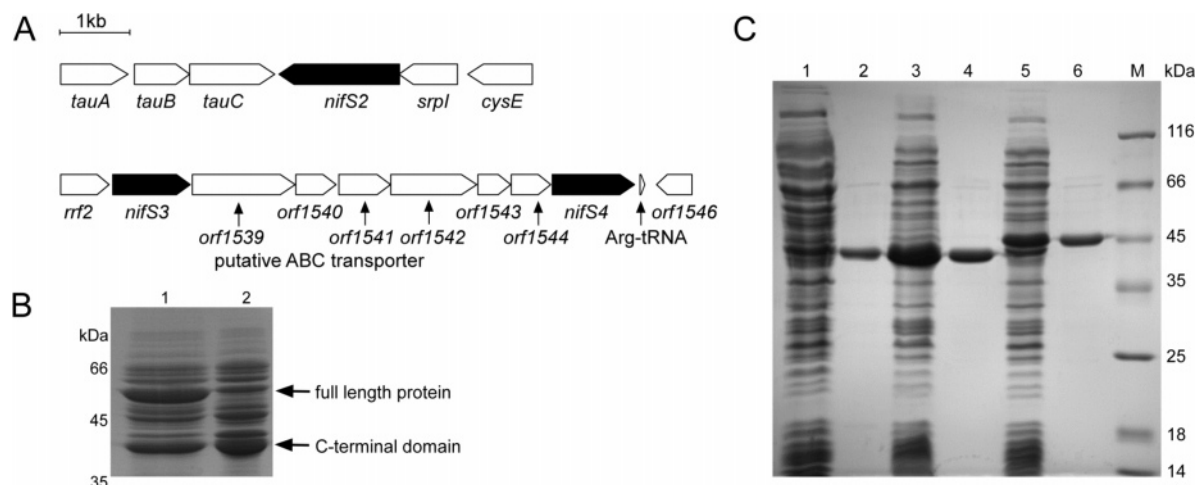 A
1kb
tauA tauB tauC nifS2 srpI cysE
rrf2 nifS3 orf1540 orf1543 nifS4 orf1546
orf1539 orf1541 orf1542 orf1544 Arg-tRNA
putative ABC transporter
B
1 2
kDa
66
full length protein
45
C-terminal domain
35
C
1 2 3 4 5 6 M kDa
116
66
45
35
25
18
14